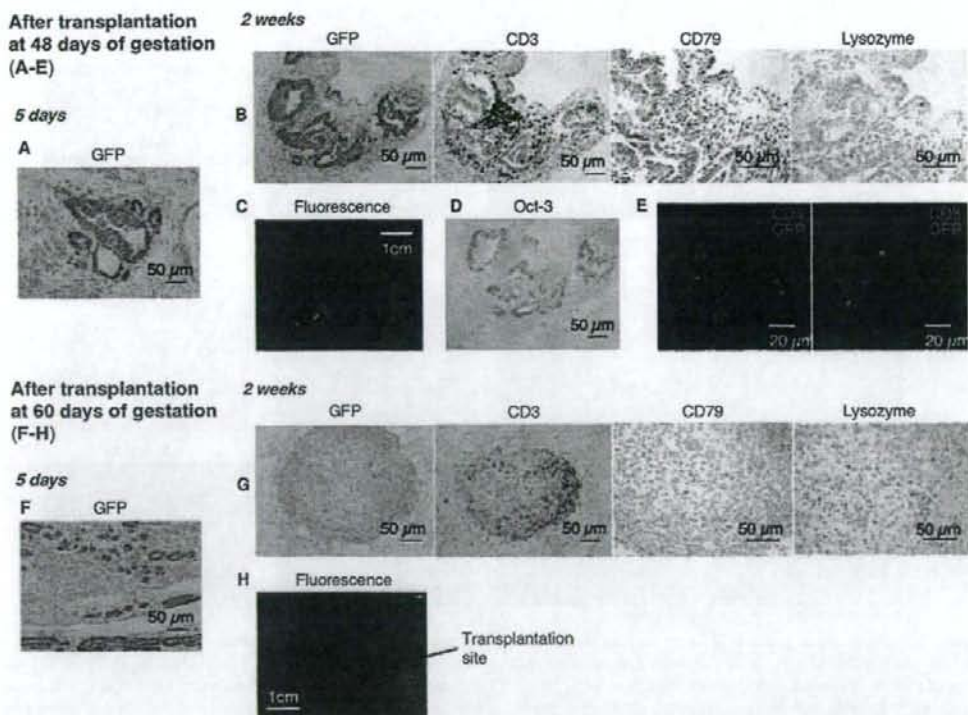 After transplantation
at 48 days of gestation
(A-E)
5 days
A
GFP
50 µm
2 weeks
GFP CD3 CD79 Lysozyme
B
50 µm 50 µm 50 µm 50 µm
C Fluorescence D Oct-3 E
1cm
50 µm
CD3
GFP
20 µm 20 µm
After transplantation
at 60 days of gestation
(F-H)
5 days
F
GFP
50 µm
2 weeks
GFP CD3 CD79 Lysozyme
G
50 µm 50 µm 50 µm 50 µm
H
Fluorescence
Transplantation
site
1cm